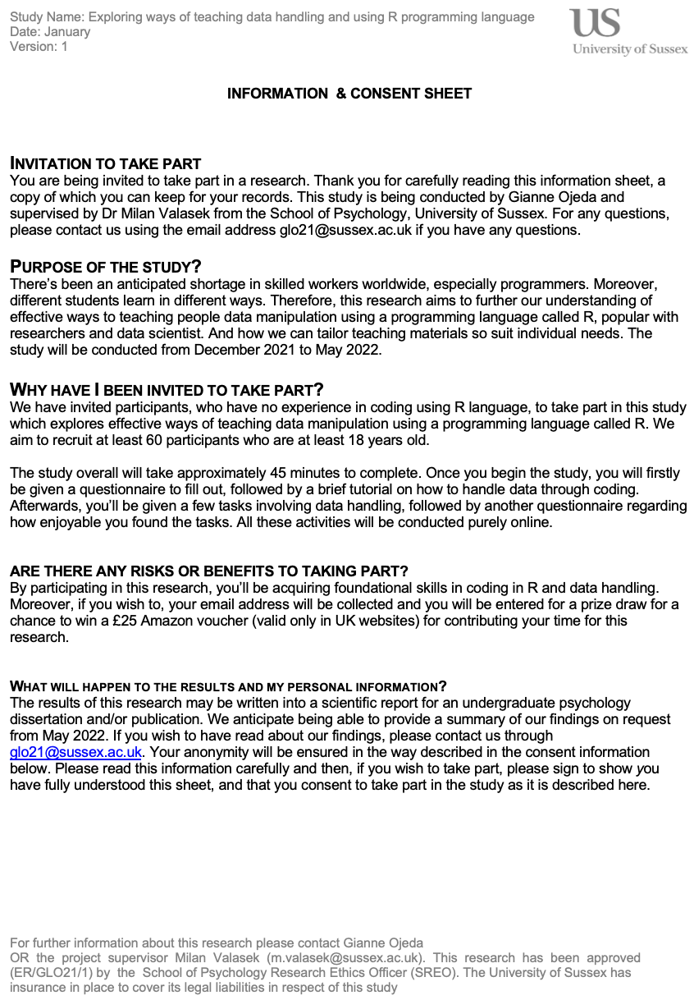 Study Name: Exploring ways of teaching data handling and using R programming language
Date: January
Version: 1
US
University of Sussex
INFORMATION & CONSENT SHEET
INVITATION TO TAKE PART
You are being invited to take part in a research. Thank you for carefully reading this information sheet, a
copy of which you can keep for your records. This study is being conducted by Gianne Ojeda and
supervised by Dr Milan Valasek from the School of Psychology, University of Sussex. For any questions,
please contact us using the email address glo21@sussex.ac.uk if you have any questions.
PURPOSE OF THE STUDY?
There's been an anticipated shortage in skilled workers worldwide, especially programmers. Moreover,
different students learn in different ways. Therefore, this research aims to further our understanding of
effective ways to teaching people data manipulation using a programming language called R, popular with
researchers and data scientist. And how we can tailor teaching materials so suit individual needs. The
study will be conducted from December 2021 to May 2022.
WHY HAVE I BEEN INVITED TO TAKE PART?
We have invited participants, who have no experience in coding using R language, to take part in this study
which explores effective ways of teaching data manipulation using a programming language called R. We
aim to recruit at least 60 participants who are at least 18 years old.
The study overall will take approximately 45 minutes to complete. Once you begin the study, you will firstly
be given a questionnaire to fill out, followed by a brief tutorial on how to handle data through coding.
Afterwards, you'll be given a few tasks involving data handling, followed by another questionnaire regarding
how enjoyable you found the tasks. All these activities will be conducted purely online.
ARE THERE ANY RISKS OR BENEFITS TO TAKING PART?
By participating in this research, you'll be acquiring foundational skills in coding in R and data handling.
Moreover, if you wish to, your email address will be collected and you will be entered for a prize draw for a
chance to win a £25 Amazon voucher (valid only in UK websites) for contributing your time for this
research.
WHAT WILL HAPPEN TO THE RESULTS AND MY PERSONAL INFORMATION?
The results of this research may be written into a scientific report for an undergraduate psychology
dissertation and/or publication. We anticipate being able to provide a summary of our findings on request
from May 2022. If you wish to have read about our findings, please contact us through
glo21@sussex.ac.uk. Your anonymity will be ensured in the way described in the consent information
below. Please read this information carefully and then, if you wish to take part, please sign to show you
have fully understood this sheet, and that you consent to take part in the study as it is described here.
For further information about this research please contact Gianne Ojeda
OR the project supervisor Milan Valasek (m.valasek@sussex.ac.uk). This research has been approved
(ER/GLO21/1) by the School of Psychology Research Ethics Officer (SREO). The University of Sussex has
insurance in place to cover its legal liabilities in respect of this study